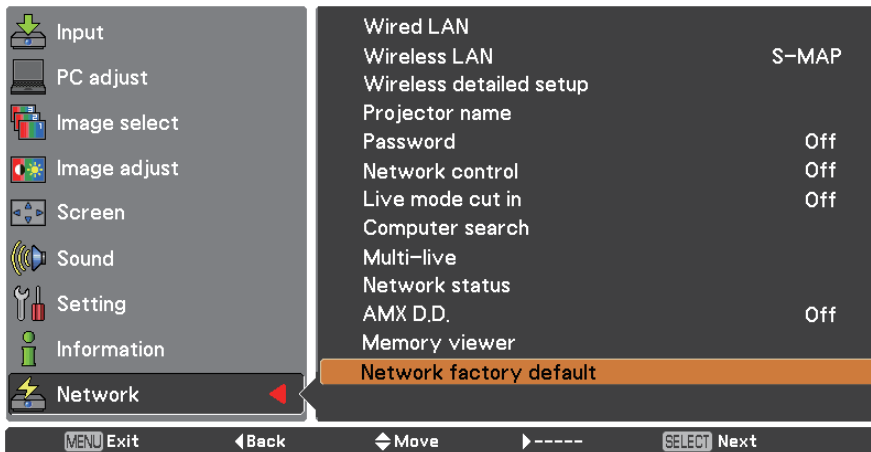 Input
PC adjust
Image select
Image adjust
Screen
Sound
Setting
Information
Network
Wired LAN
Wireless LAN S-MAP
Wireless detailed setup
Projector name
Password Off
Network control Off
Live mode cut in Off
Computer search
Multi-live
Network status
AMX D.D. Off
Memory viewer
Network factory default
MENU Exit Back Move ----- SELECT Next